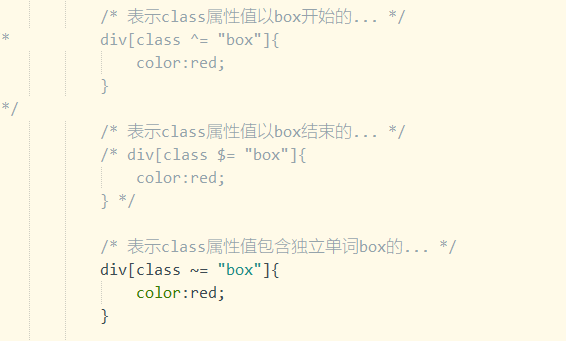 /* 表示class属性值以box开始的... */
* div[class ^= "box"]{
color:red;
}
*/
/* 表示class属性值以box结束的... */
/* div[class $= "box"]{
color:red;
} */
/* 表示class属性值包含独立单词box的... */
div[class ~= "box"]{
color:red;
}